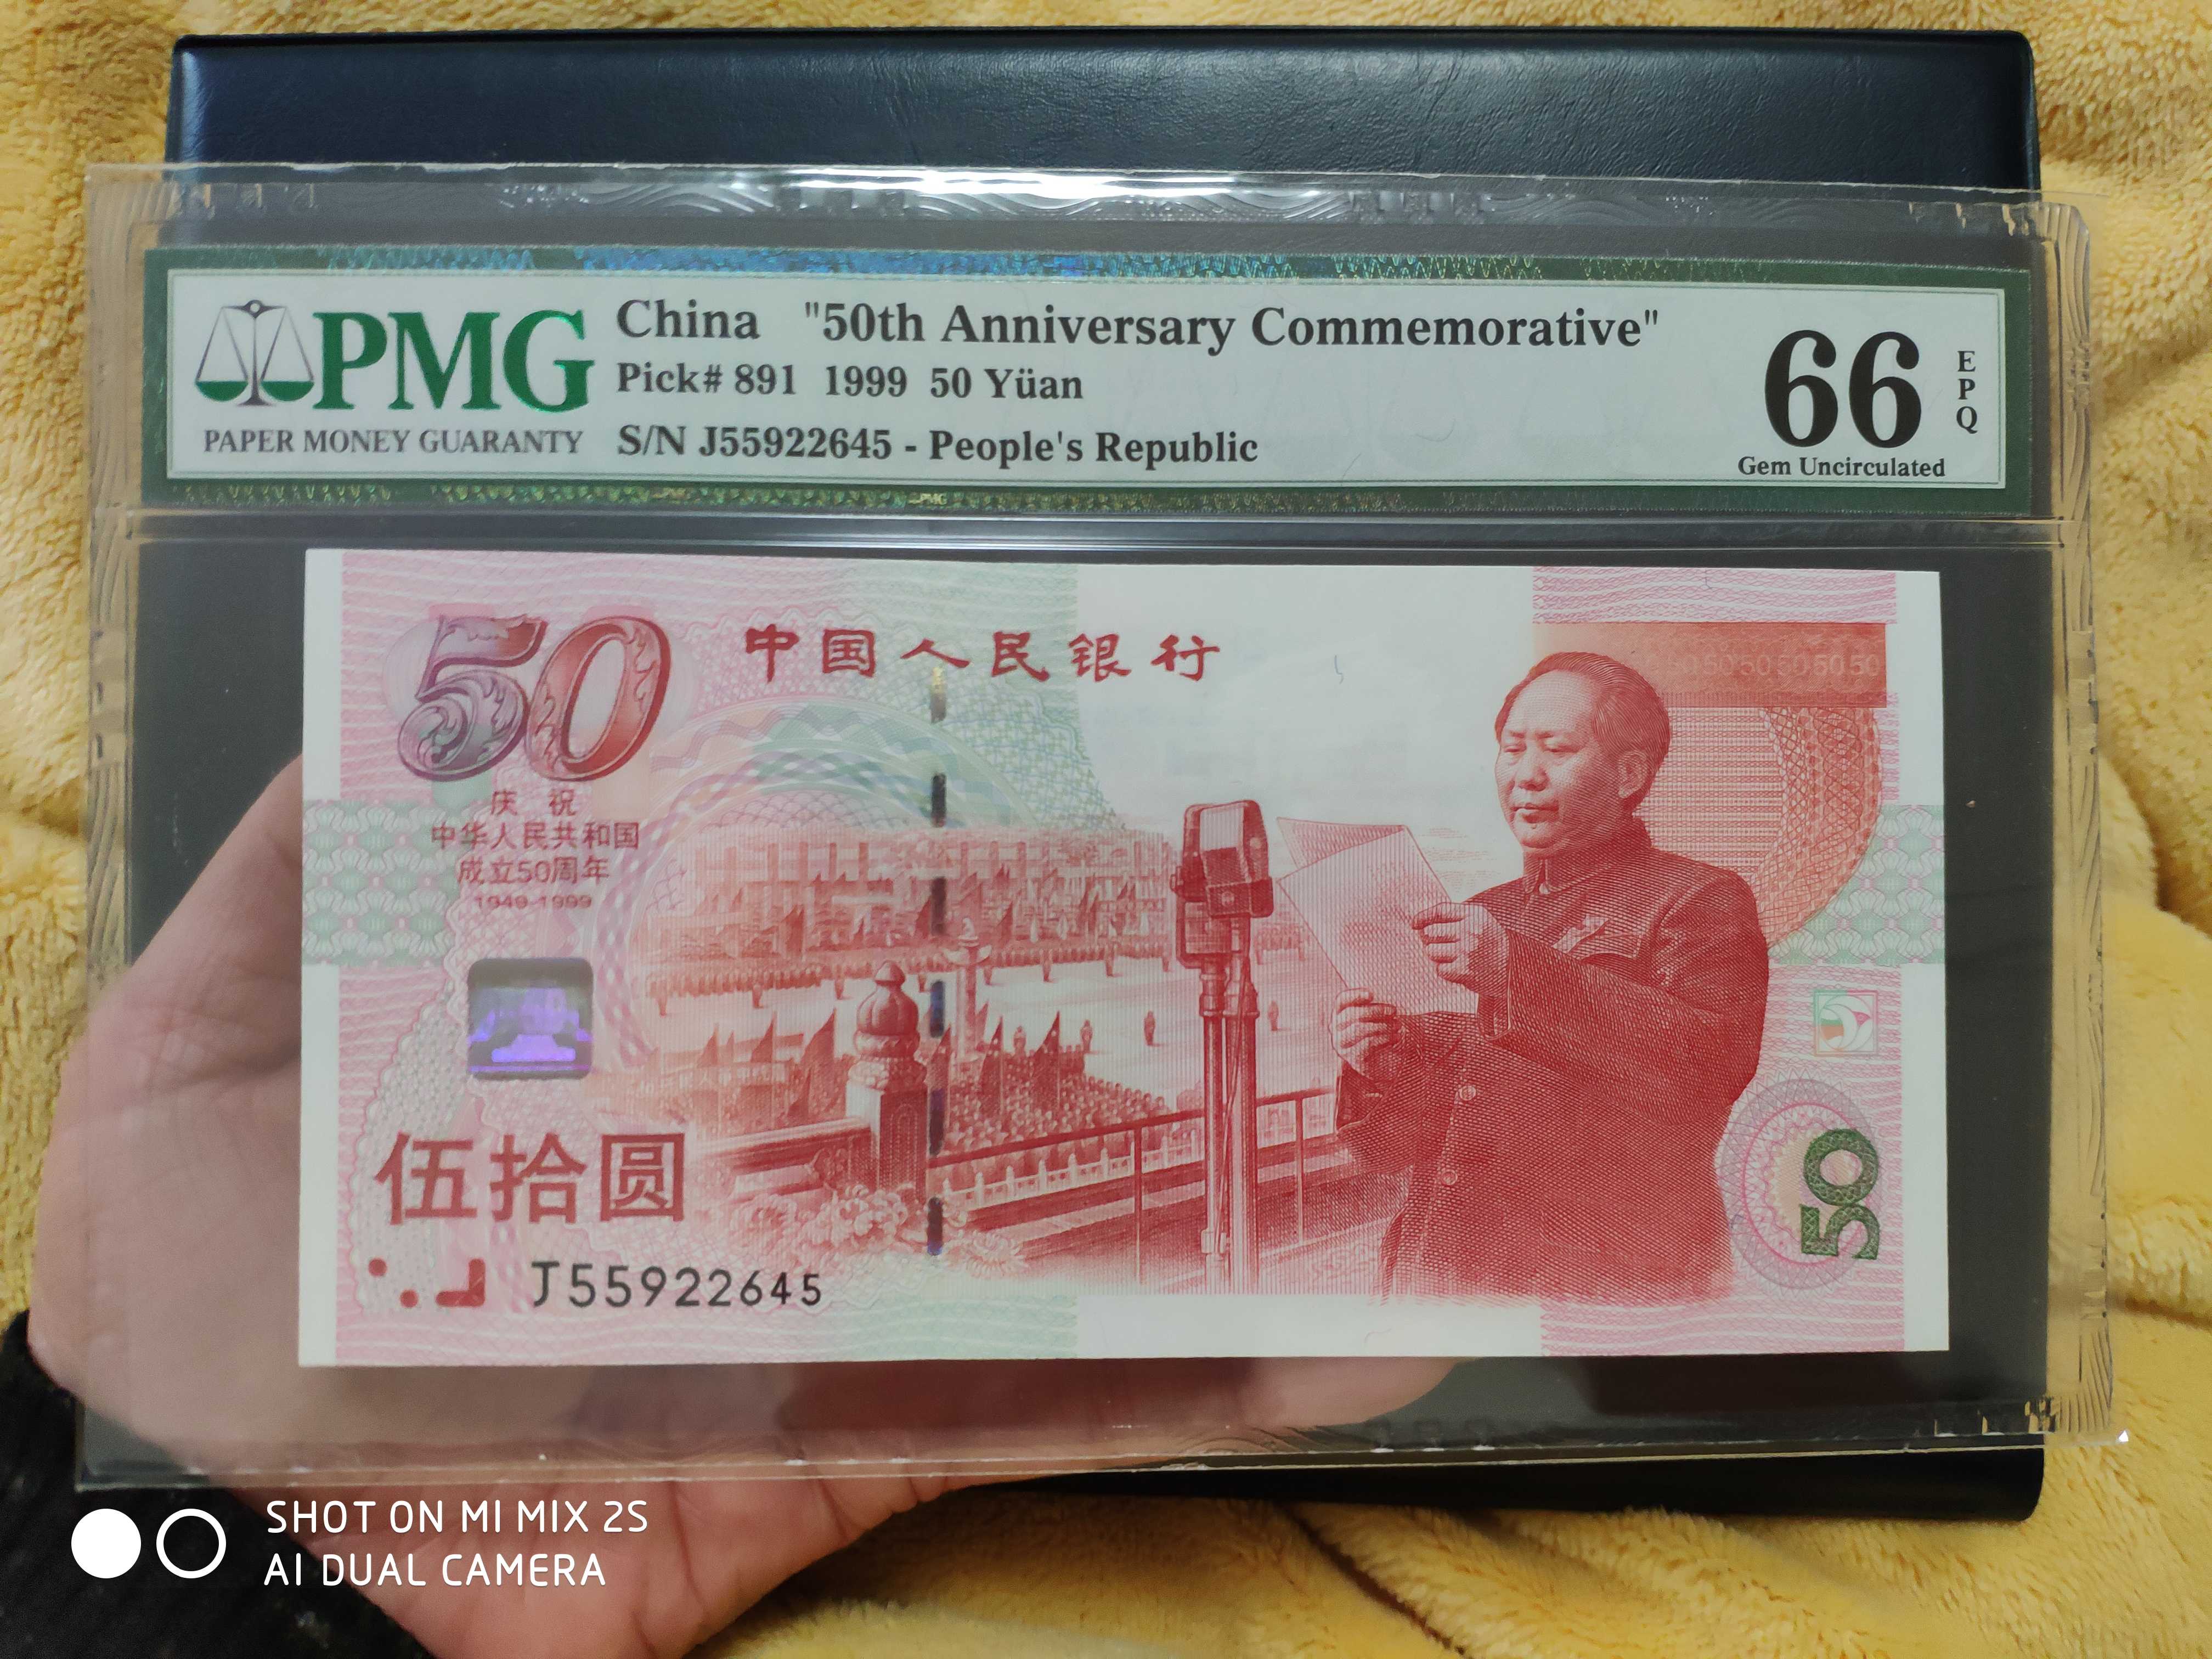 PMG
PAPER MONEY GUARANTY
China "50th Anniversary Commemorative"
Pick# 891 1999 50 Yüan
S/N J55922645 - People's Republic
66
EPQ
Gem Uncirculated
PMG
50
中国人民银行
505050505050
庆祝
中华人民共和国
成立50周年
1949-1999
伍拾圆
J55922645
50
SHOT ON MI MIX 2S
AI DUAL CAMERA